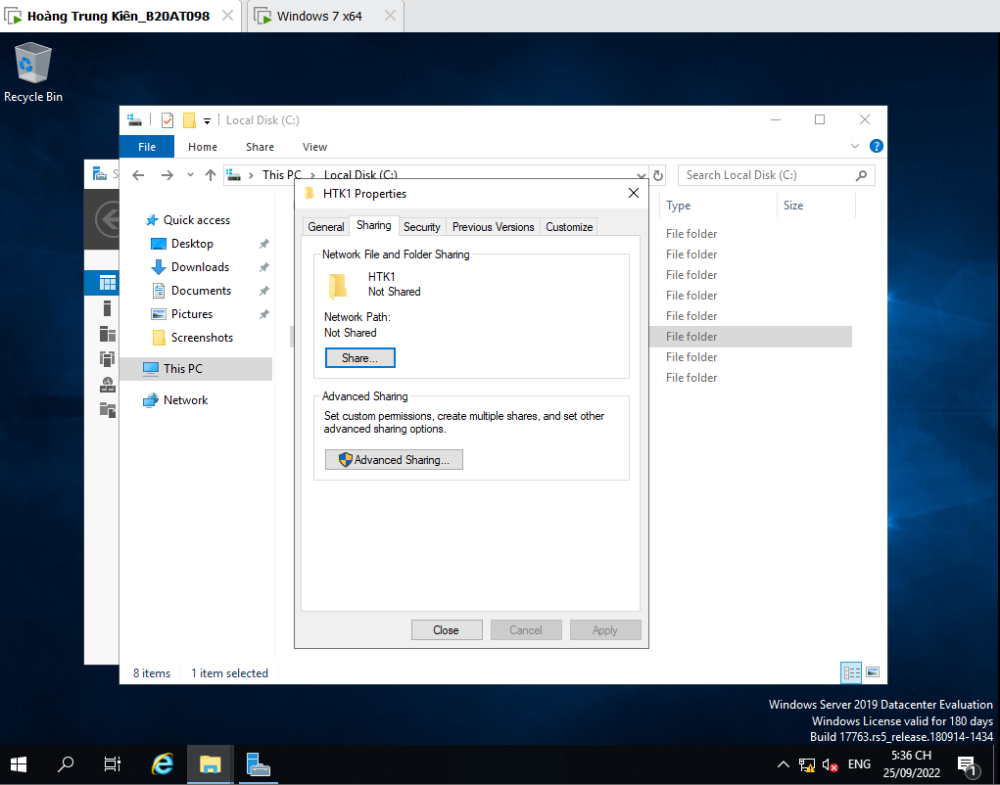 Hoàng Trung Kiên_B20AT098
Windows 7 x64
Recycle Bin
Local Disk (C:)
File
Home
Share
View
S
This PC
Local Disk (C:)
Search Local Disk (C:)
Quick access
Desktop
Downloads
Documents
Pictures
Screenshots
This PC
Network
HTK1 Properties
General
Sharing
Security
Previous Versions
Customize
Network File and Folder Sharing
HTK1
Not Shared
Network Path:
Not Shared
Share...
Advanced Sharing
Set custom permissions, create multiple shares, and set other
advanced sharing options.
Advanced Sharing...
Close
Cancel
Apply
Type
Size
File folder
File folder
File folder
File folder
File folder
File folder
File folder
File folder
8 items
1 item selected
Windows Server 2019 Datacenter Evaluation
Windows License valid for 180 days
Build 17763.rs5_release.180914-1434
ENG
5:36 CH
25/09/2022
1